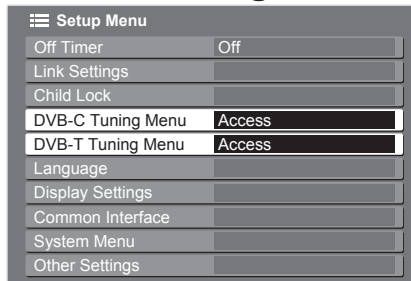 Setup Menu
Off Timer Off
Link Settings
Child Lock
DVB-C Tuning Menu Access
DVB-T Tuning Menu Access
Language
Display Settings
Common Interface
System Menu
Other Settings